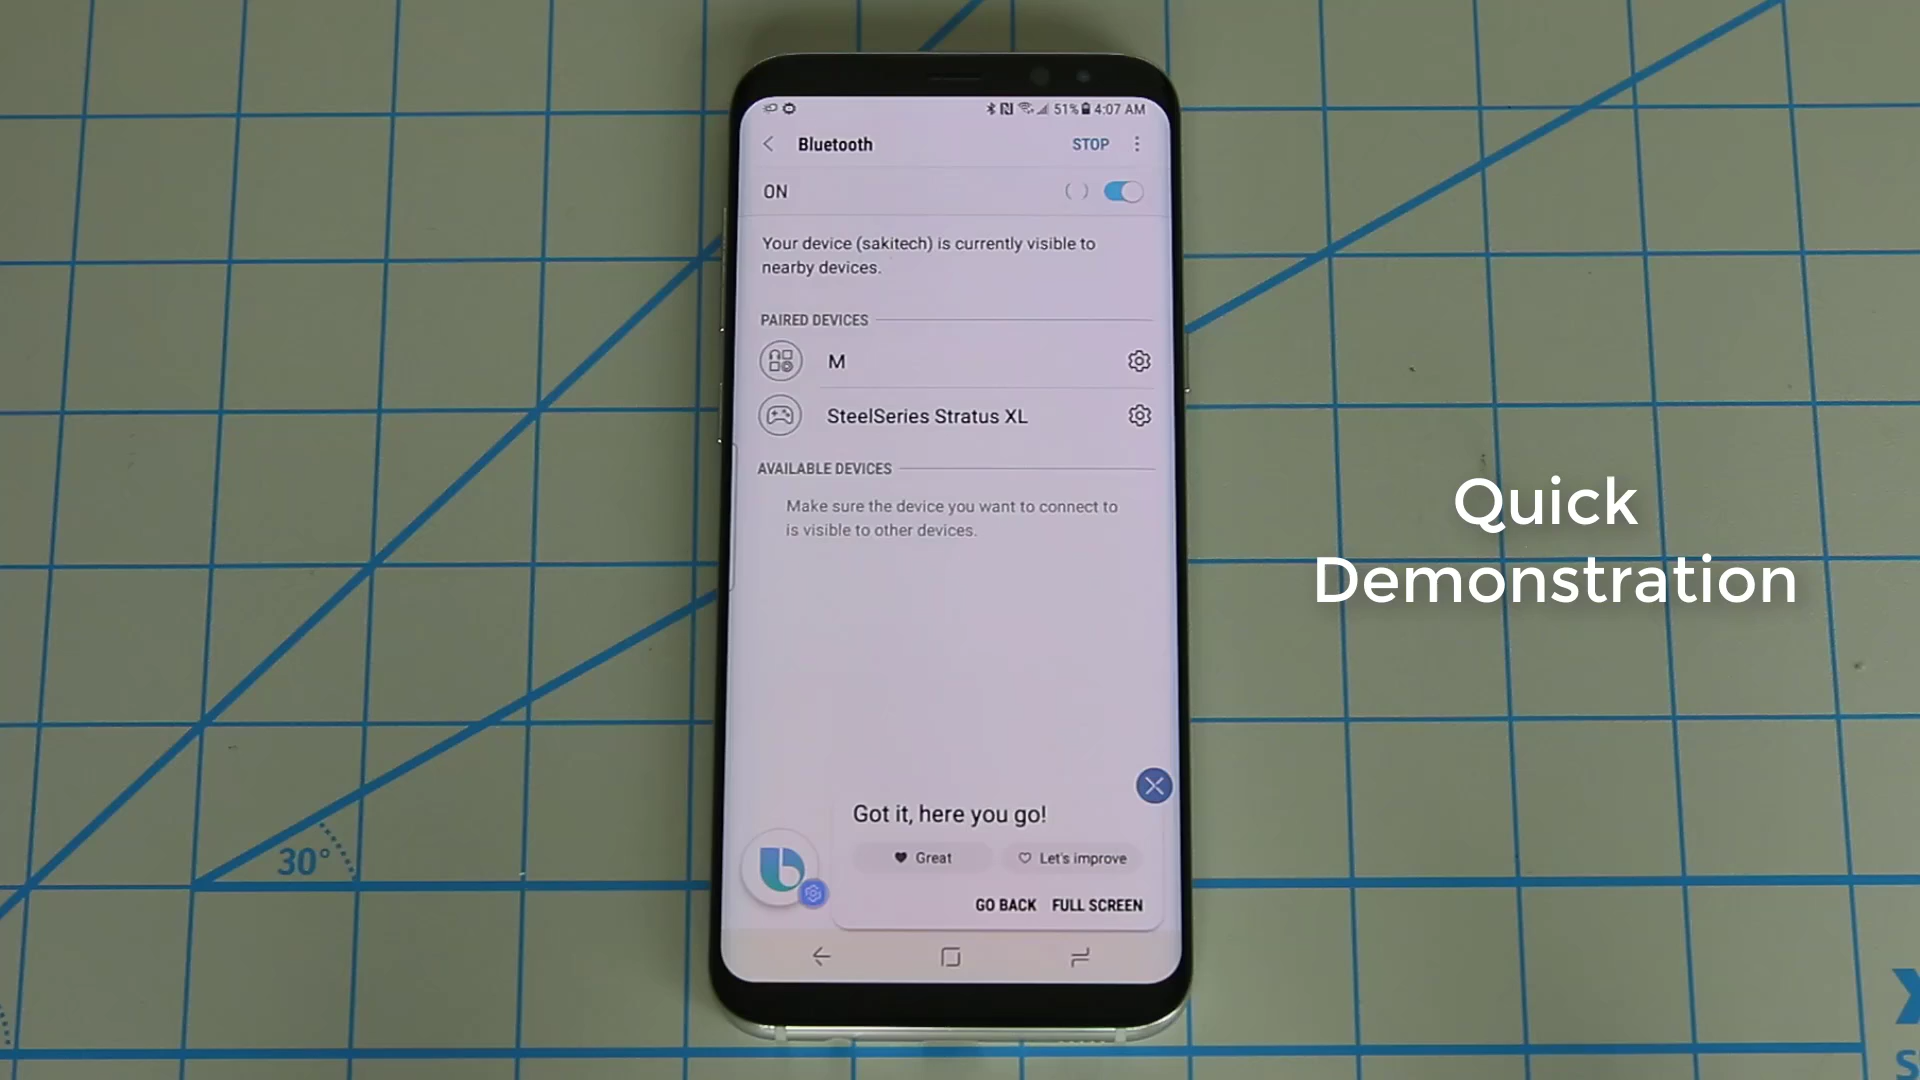 51% 4:07 AM
Bluetooth
STOP
ON
Your device (sakitech) is currently visible to
nearby devices.
PAIRED DEVICES
M
SteelSeries Stratus XL
AVAILABLE DEVICES
Make sure the device you want to connect to
is visible to other devices.
Got it, here you go!
Great
Let's improve
GO BACK
FULL SCREEN
Quick
Demonstration
30°